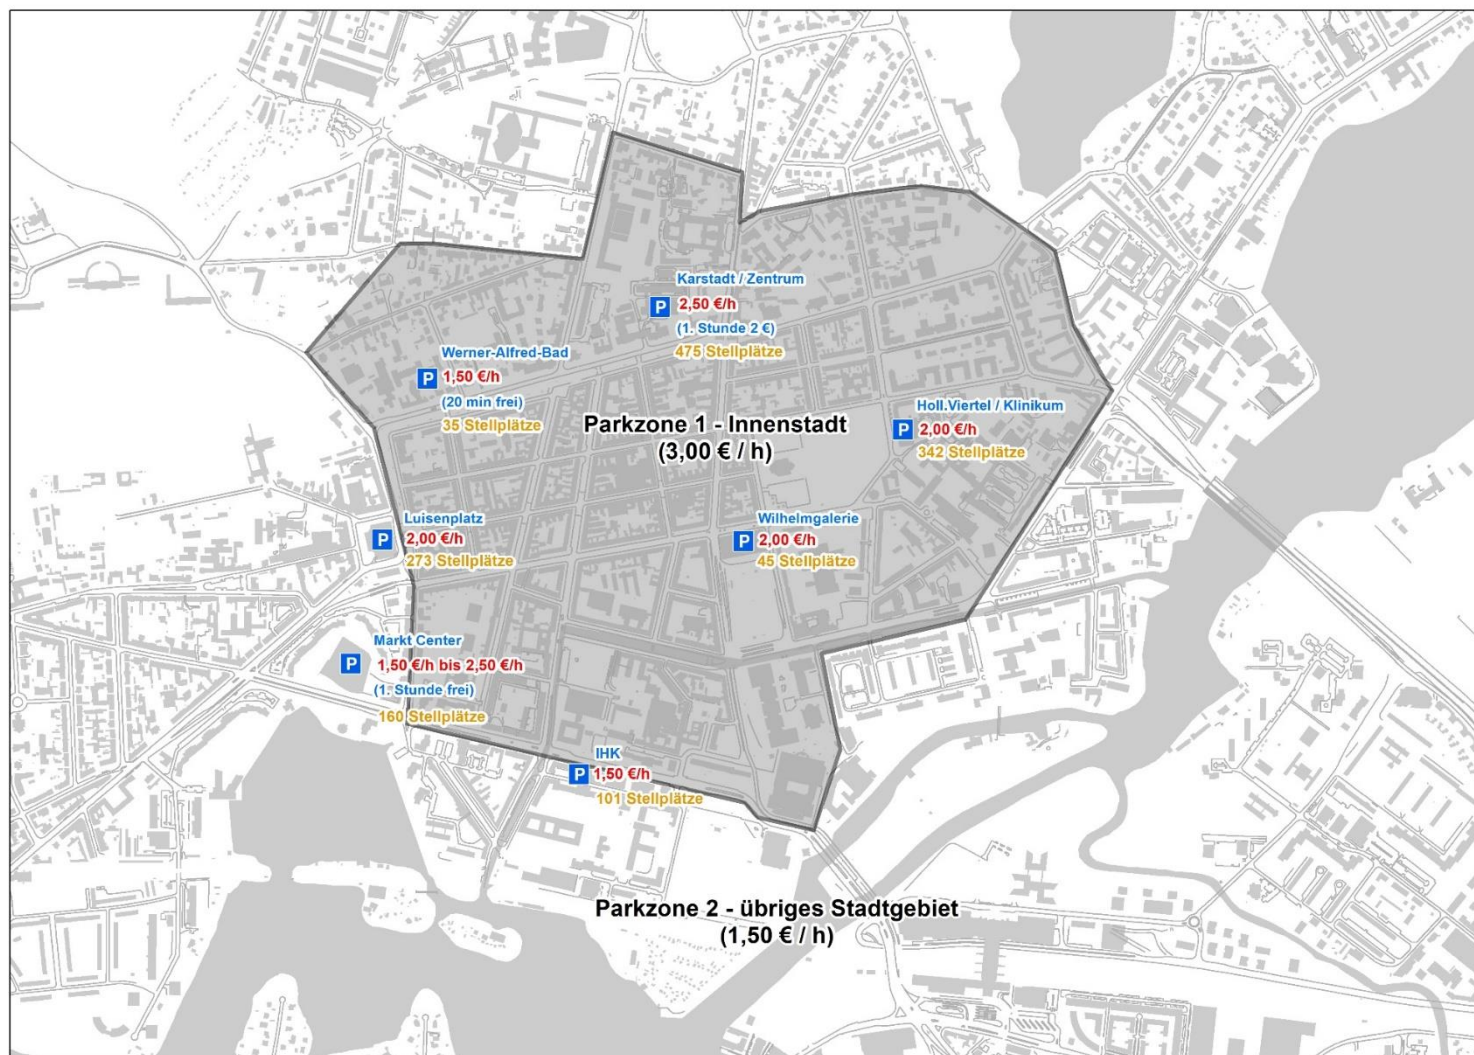 Karstadt / Zentrum
P 2,50 €/h
(1. Stunde 2 €)
475 Stellplätze
Werner-Alfred-Bad
P 1,50 €/h
(20 min frei)
35 Stellplätze
Parkzone 1 - Innenstadt
(3,00 € / h)
Holl.Viertel / Klinikum
P 2,00 €/h
342 Stellplätze
Luisenplatz
P 2,00 €/h
273 Stellplätze
Wilhelmgalerie
P 2,00 €/h
45 Stellplätze
Markt Center
P 1,50 €/h bis 2,50 €/h
(1. Stunde frei)
160 Stellplätze
IHK
P 1,50 €/h
101 Stellplätze
Parkzone 2 - übriges Stadtgebiet
(1,50 € / h)